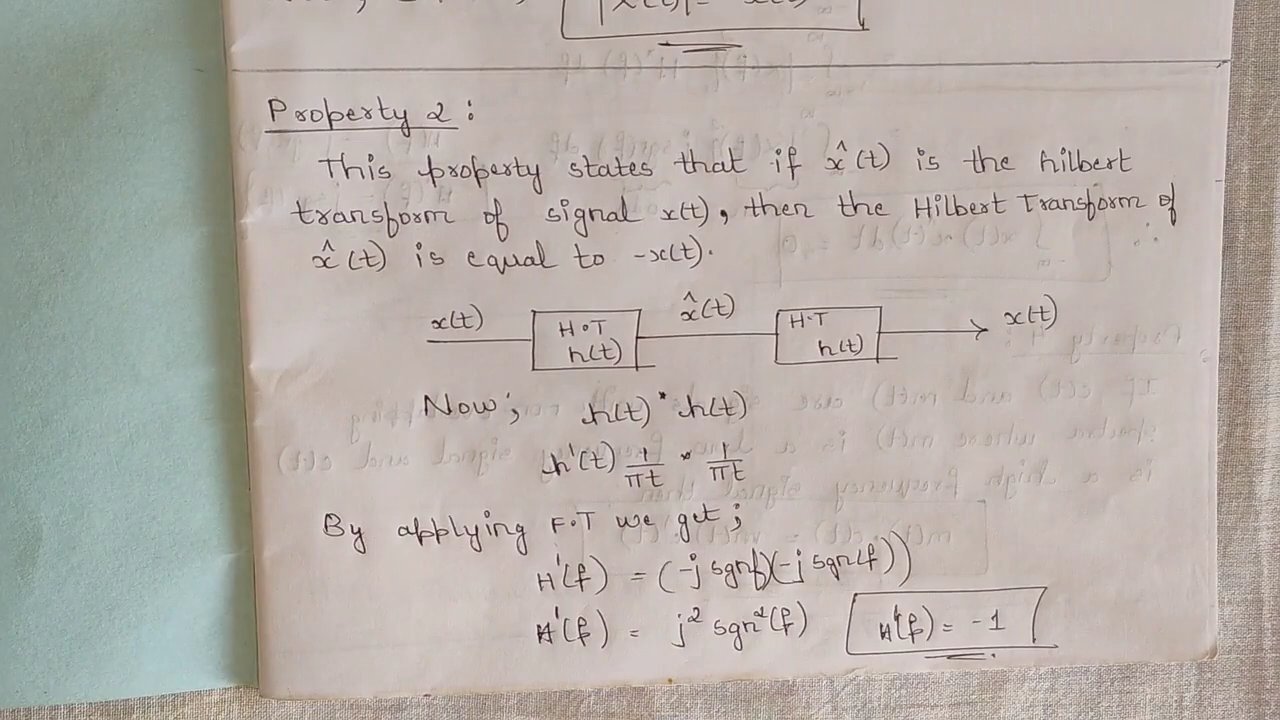 Property 2 :
This property states that if x̂(t) is the hilbert
transform of signal x(t), then the Hilbert Transform of
x̂(t) is equal to -x(t).
x(t) H.T h(t) x̂(t) H.T h(t) x(t)
Now ; h(t) * h(t)
h'(t) 1/πt * 1/πt
By applying F.T we get ;
H'(f) = (-j sgnf)(-j sgn(f))
H'(f) = j² sgn²(f) H'(f) = -1